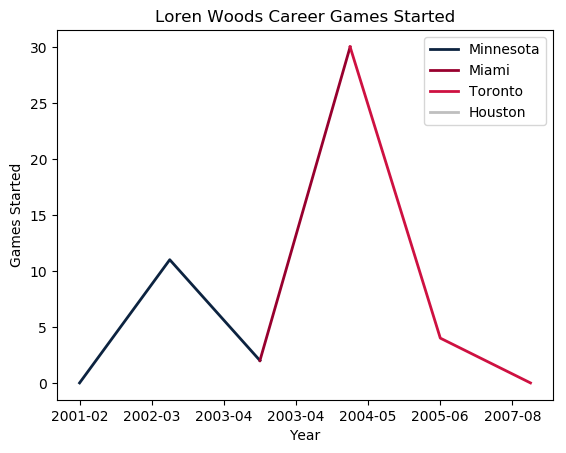 Loren Woods Career Games Started
Minnesota
Miami
Toronto
Houston
Games Started
30
25
20
15
10
5
0
2001-02 2002-03 2003-04 2003-04 2004-05 2005-06 2007-08
Year